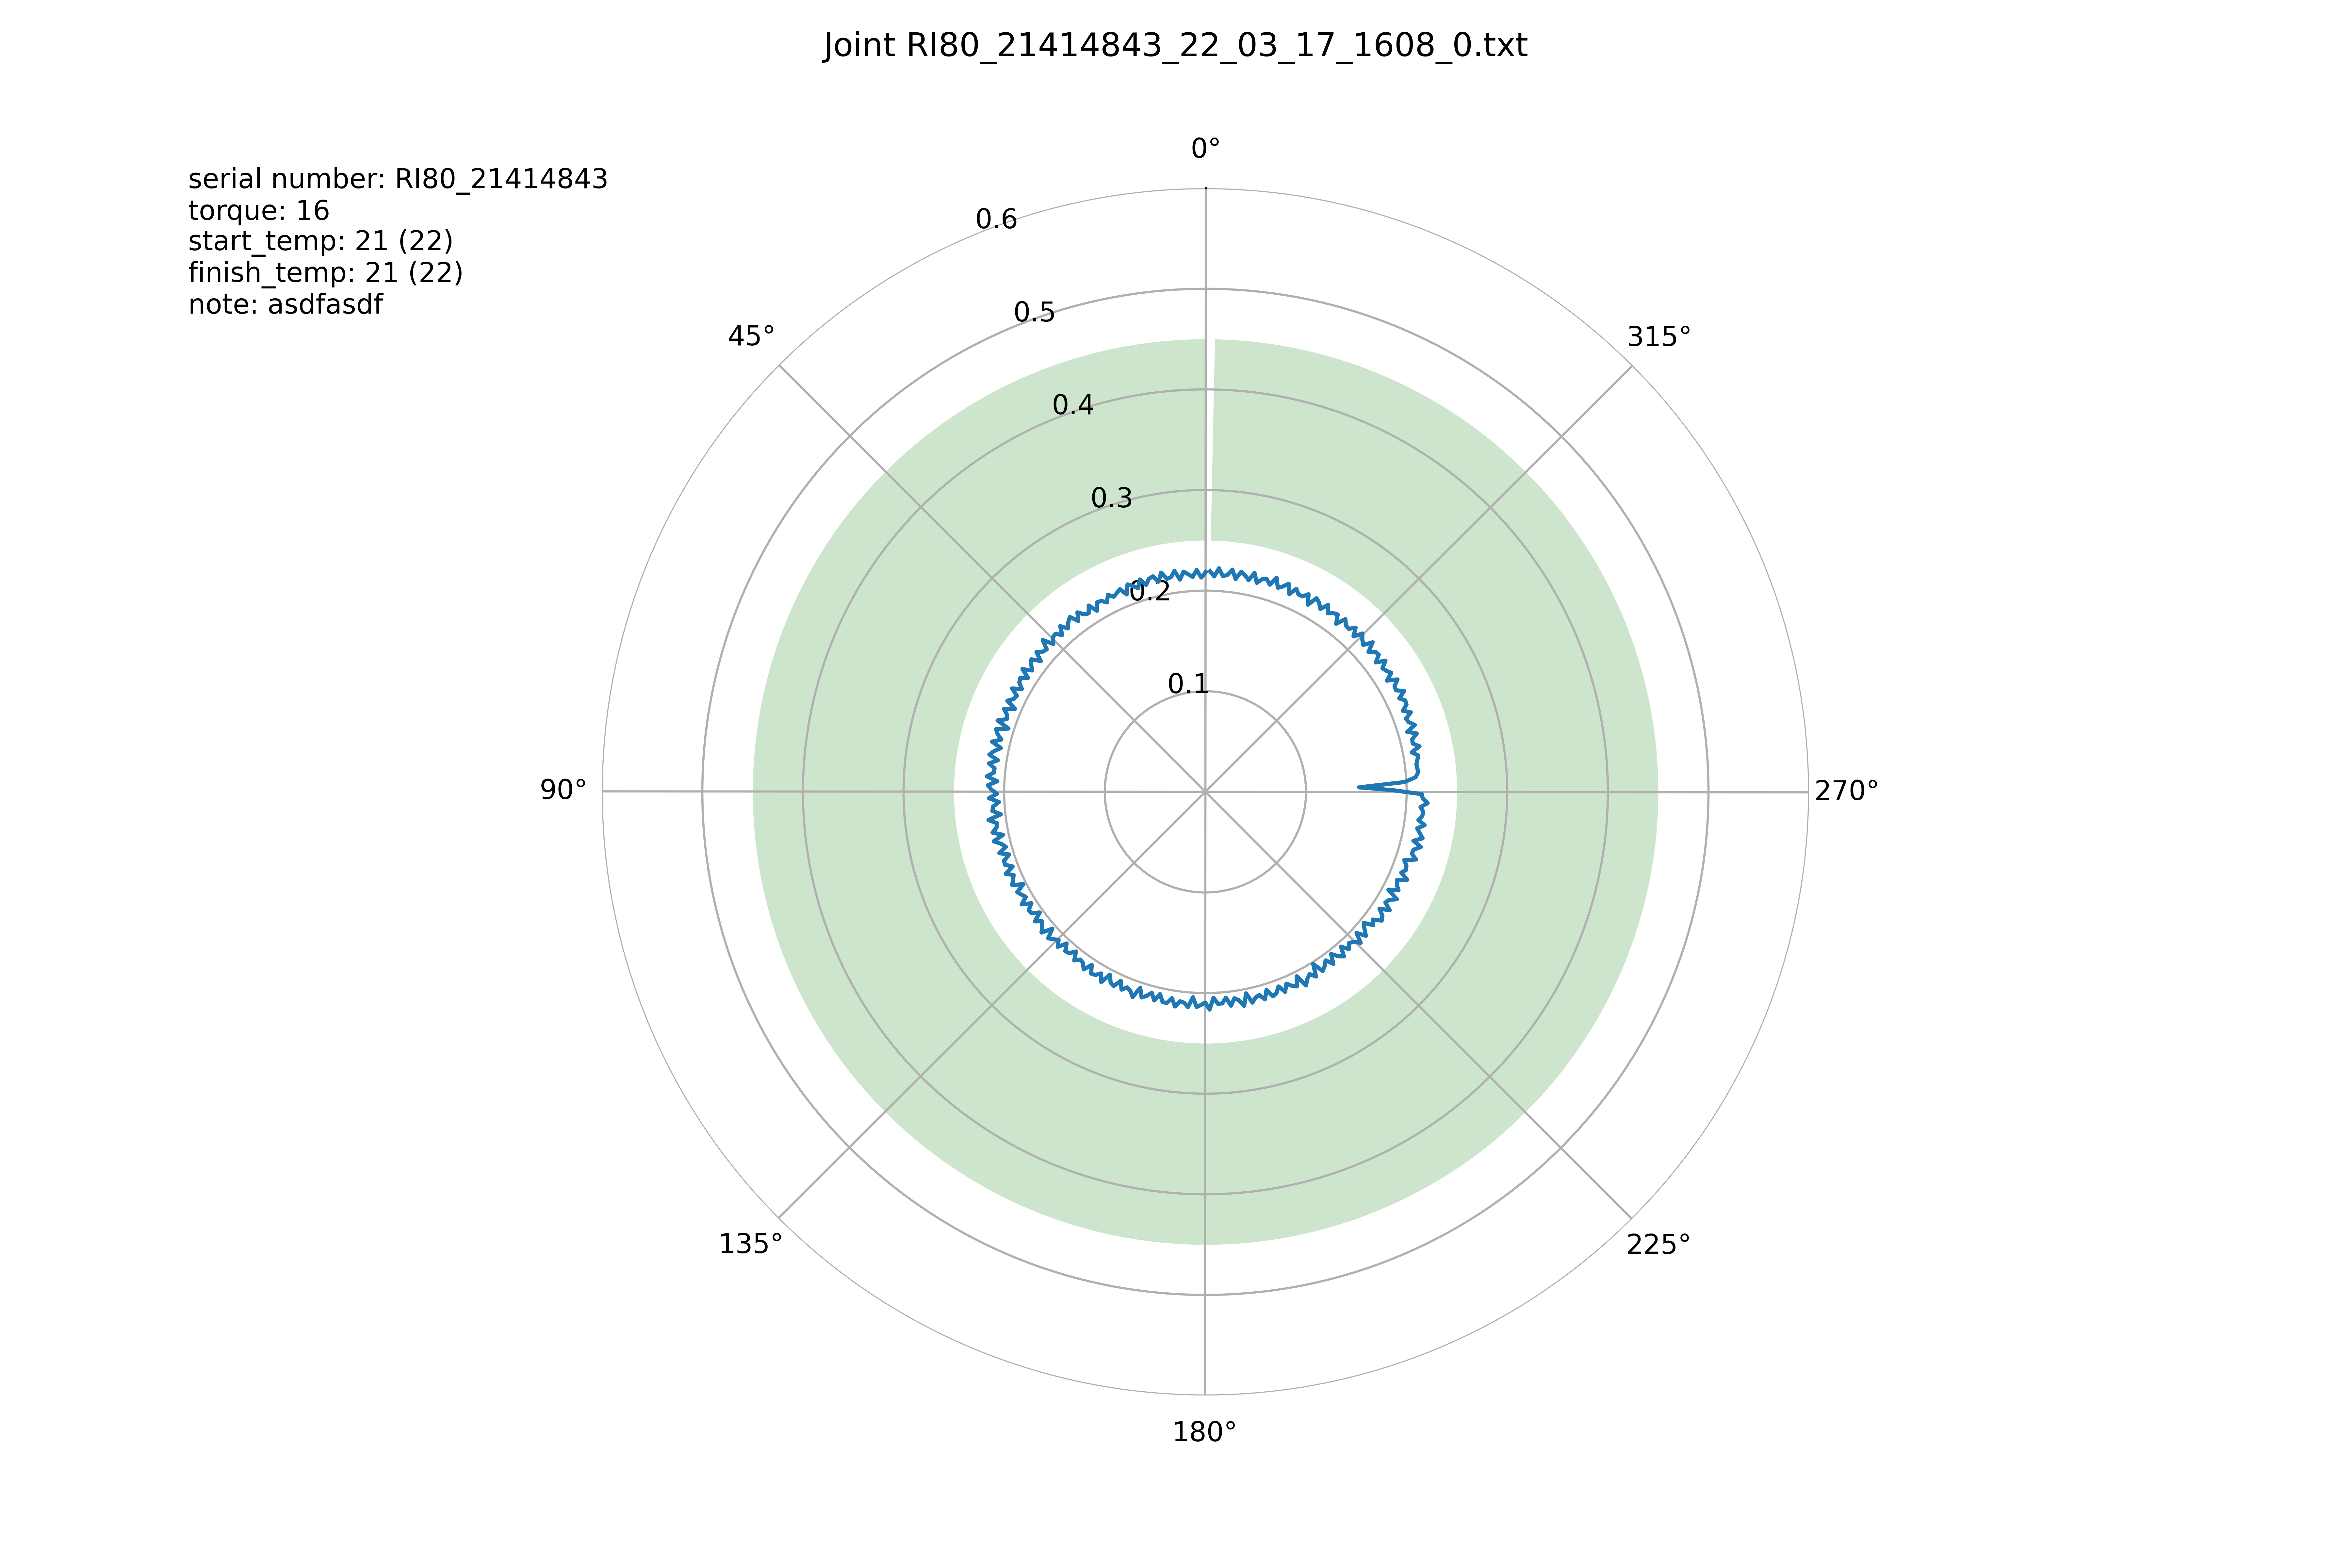 Joint RI80_21414843_22_03_17_1608_0.txt
serial number: RI80_21414843
torque: 16
start_temp: 21 (22)
finish_temp: 21 (22)
note: asdfasdf
0°
0.6
0.5
45°
315°
0.4
0.3
0.2
0.1
90°
270°
135°
225°
180°